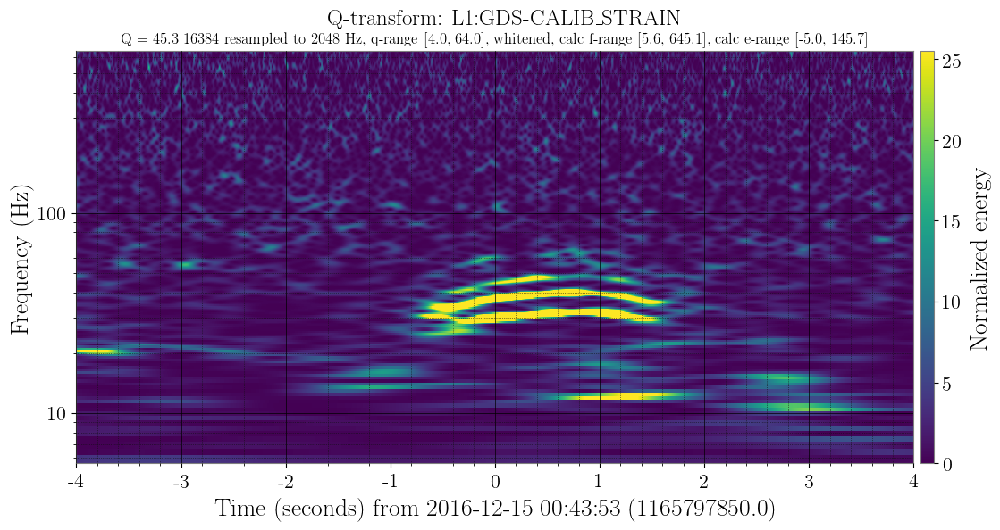 Q-transform: L1:GDS-CALIB_STRAIN
Q = 45.3 16384 resampled to 2048 Hz, q-range [4.0, 64.0], whitened, calc f-range [5.6, 645.1], calc e-range [-5.0, 145.7]
Frequency (Hz)
100
10
-4 -3 -2 -1 0 1 2 3 4
Time (seconds) from 2016-12-15 00:43:53 (1165797850.0)
25
20
15
10
5
0
Normalized energy